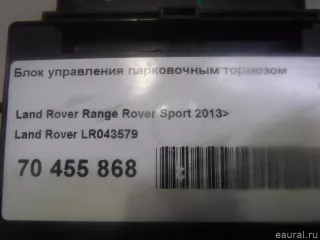 Блок управления парковочным тормозом
Land Rover Range Rover Sport 2013>
Land Rover LR043579
70 455 868
eaural.ru